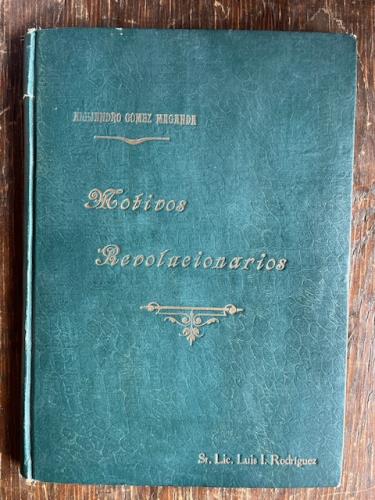 ALEJANDRO GOMEZ MAGANDA
Motivos
Revolucionarios
Sr. Lic. Luis I. Rodríguez